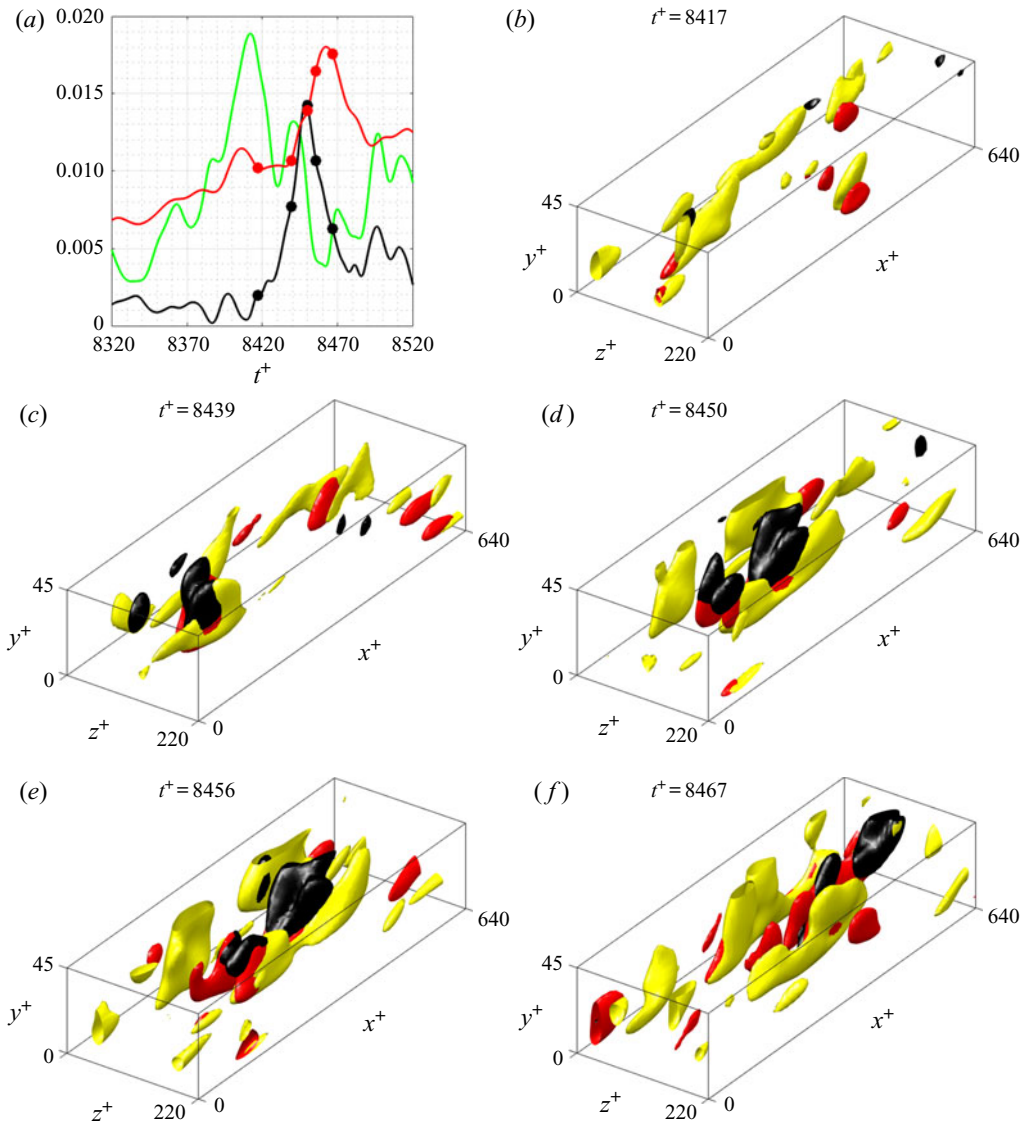 (a)
0.020
0.015
0.010
0.005
0
8320 8370 8420 8470 8520
t+
(b) t+ = 8417
45
y+
0
z+
220
0
x+
640
(c) t+ = 8439
45
y+
0
z+
220
0
x+
640
(d) t+ = 8450
45
y+
0
z+
220
0
x+
640
(e) t+ = 8456
45
y+
0
z+
220
0
x+
640
(f) t+ = 8467
45
y+
0
z+
220
0
x+
640